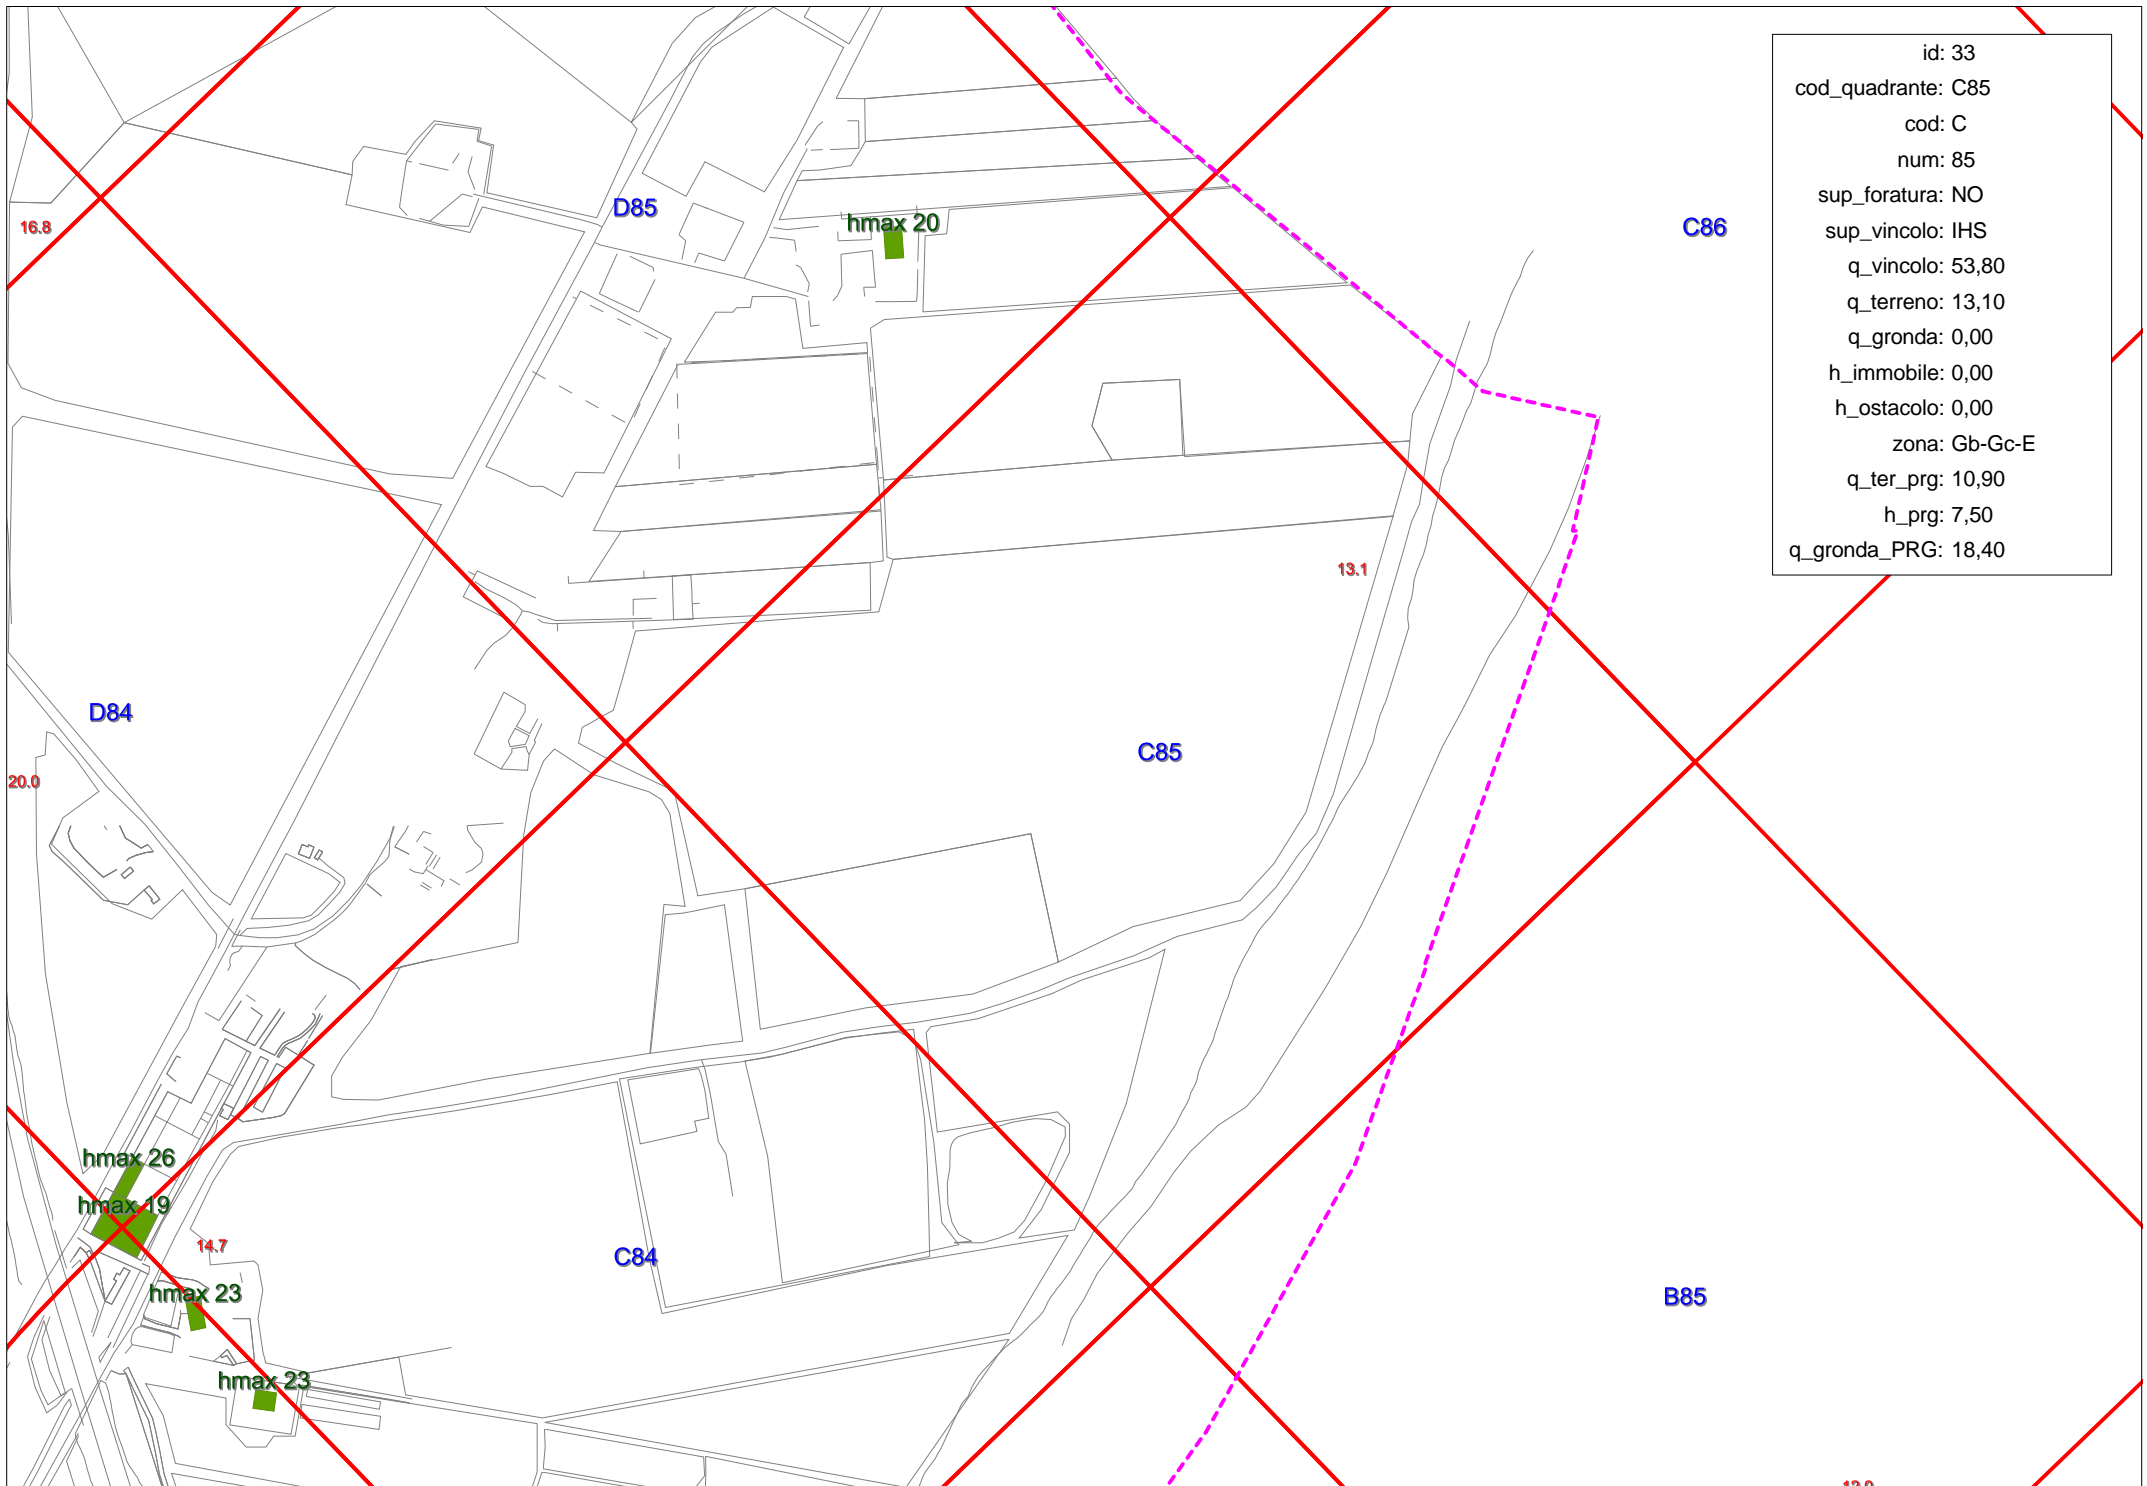 id: 33
cod_quadrante: C85
cod: C
num: 85
sup_foratura: NO
sup_vincolo: IHS
q_vincolo: 53,80
q_terreno: 13,10
q_gronda: 0,00
h_immobile: 0,00
h_ostacolo: 0,00
zona: Gb-Gc-E
q_ter_prg: 10,90
h_prg: 7,50
q_gronda_PRG: 18,40
D85
16.8
hmax 20
C86
13.1
D84
C85
20.0
hmax 26
hmax 19
14.7
C84
hmax 23
B85
hmax 23